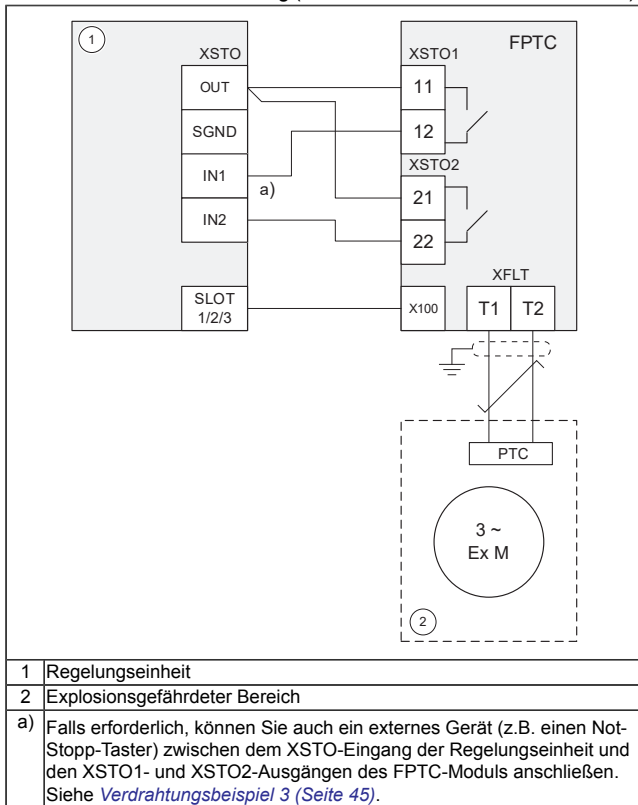 1
XSTO
OUT
SGND
IN1
IN2
SLOT
1/2/3
a)
FPTC
XSTO1
11
12
XSTO2
21
22
XFLT
X100
T1
T2
PTC
3 ~
Ex M
2
1 Regelungseinheit
2 Explosionsgefährdeter Bereich
a) Falls erforderlich, können Sie auch ein externes Gerät (z.B. einen Not-
Stopp-Taster) zwischen dem XSTO-Eingang der Regelungseinheit und
den XSTO1- und XSTO2-Ausgängen des FPTC-Moduls anschließen.
Siehe Verdrahtungsbeispiel 3 (Seite 45).